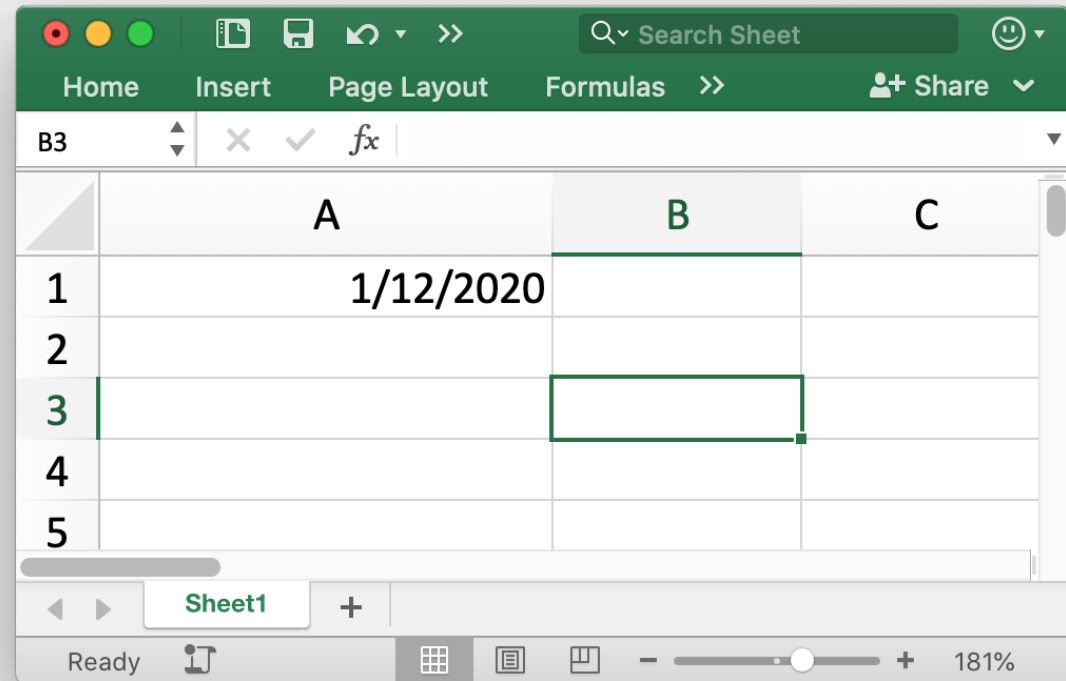 Search Sheet
Home Insert Page Layout Formulas >> Share
B3 fx
A B C
1 1/12/2020
2
3
4
5
Sheet1 +
Ready 181%